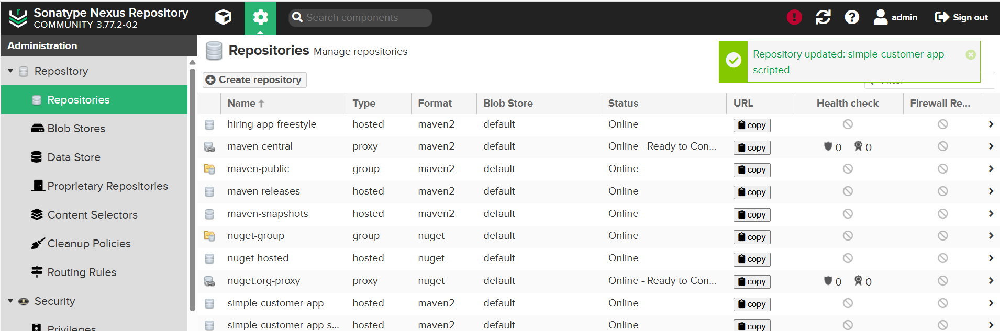 Sonatype Nexus Repository
COMMUNITY 3.77.2-02
Search components
admin
Sign out
Administration
Repository
Repositories
Blob Stores
Data Store
Proprietary Repositories
Content Selectors
Cleanup Policies
Routing Rules
Security
Privileges
Repositories Manage repositories
Repository updated: simple-customer-app-
scripted
Create repository
Name Type Format Blob Store Status URL Health check Firewall Re...
hiring-app-freestyle hosted maven2 default Online copy
maven-central proxy maven2 default Online - Ready to Con... copy 0 0
maven-public group maven2 default Online copy
maven-releases hosted maven2 default Online copy
maven-snapshots hosted maven2 default Online copy
nuget-group group nuget default Online copy
nuget-hosted hosted nuget default Online copy
nuget.org-proxy proxy nuget default Online - Ready to Con... copy 0 0
simple-customer-app hosted maven2 default Online copy
simple-customer-app-s... hosted maven2 default Online copy